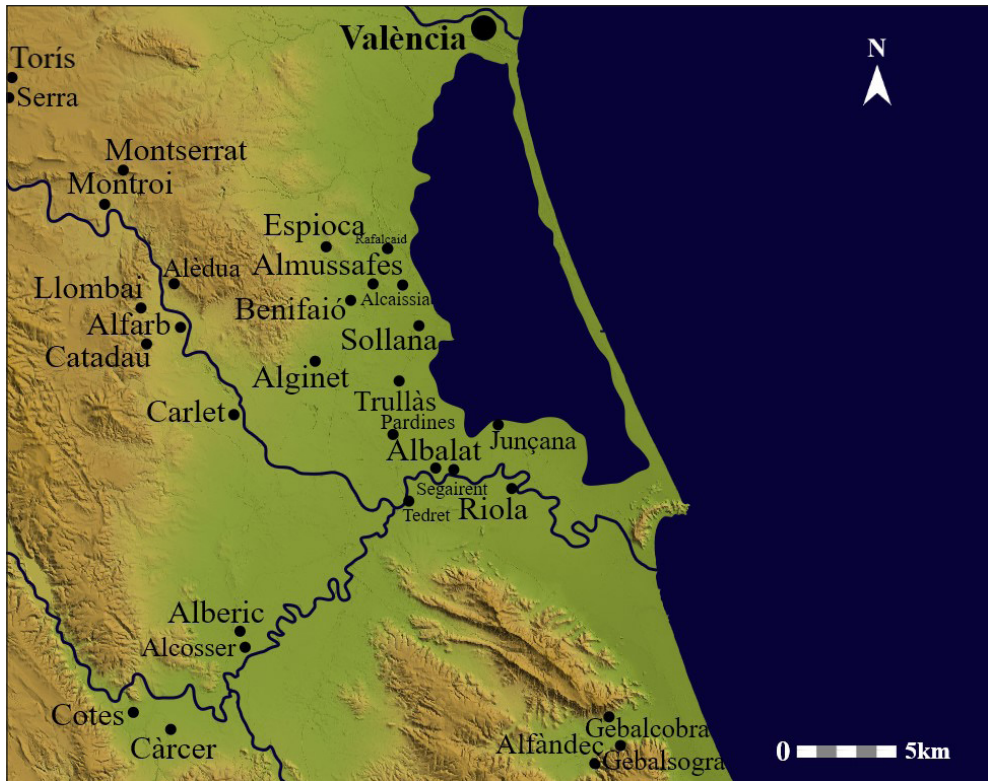 València
N
Torís
Serra
Montserrat
Montroi
Espioca
Rafalçaid
Alèdua
Almussafes
Llombai
Benifaió
Alcaissia
Alfarb
Sollana
Catadau
Alginet
Trullàs
Carlet
Pardines
Junçana
Albalat
Segairent
Riola
Tedret
Alberic
Alcosser
Cotes
Càrcer
Gebalcobra
Alfàndec
Gebalsogra
0 5km